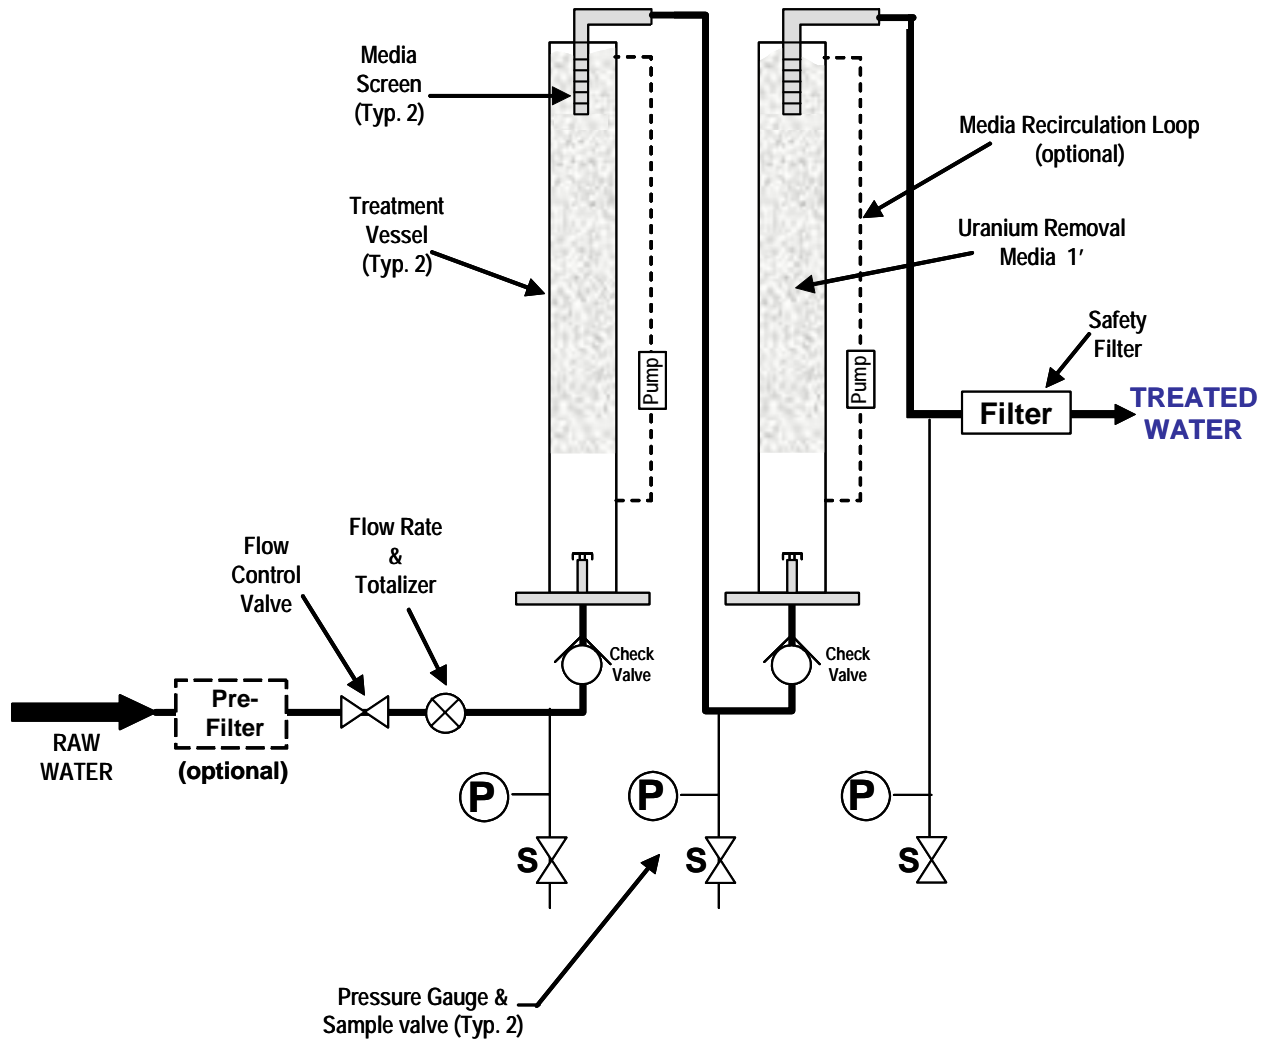 Media
Screen
(Typ. 2)
Media Recirculation Loop
(optional)
Treatment
Vessel
(Typ. 2)
Uranium Removal
Media 1′
Safety
Filter
Pump
Pump
Filter
TREATED
WATER
Flow Rate
&
Totalizer
Flow
Control
Valve
Check
Valve
Check
Valve
Pre-
Filter
(optional)
RAW
WATER
P
P
P
S
S
S
Pressure Gauge &
Sample valve (Typ. 2)